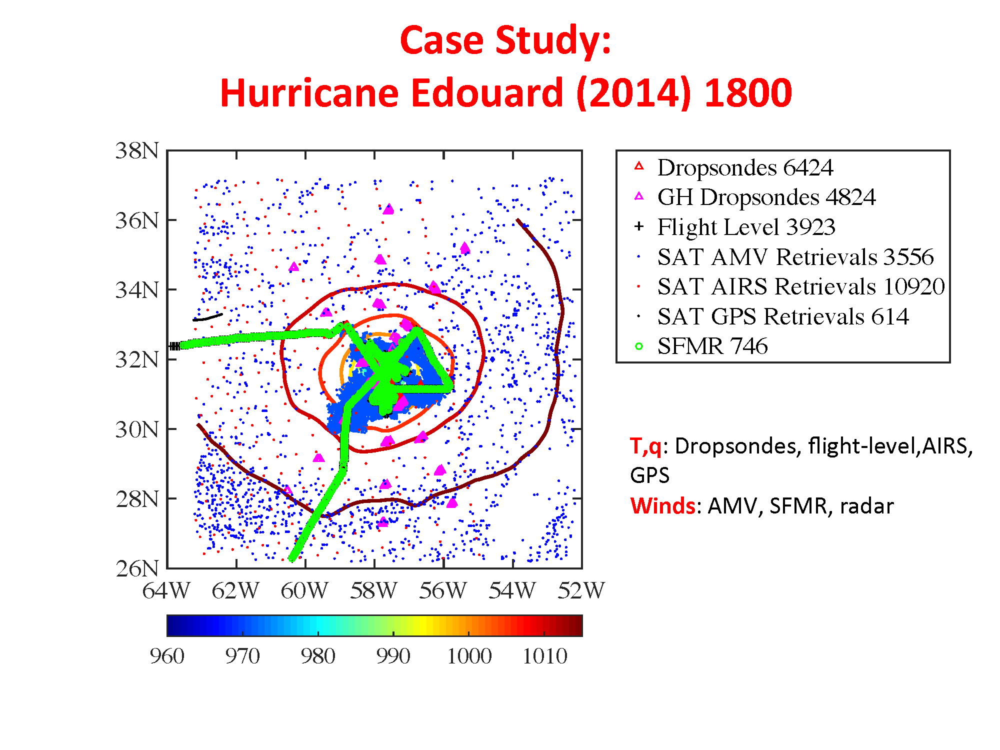 Case Study:
Hurricane Edouard (2014) 1800
38N
36N
34N
32N
30N
28N
26N
64W 62W 60W 58W 56W 54W 52W
960 970 980 990 1000 1010
Dropsondes 6424
GH Dropsondes 4824
Flight Level 3923
SAT AMV Retrievals 3556
SAT AIRS Retrievals 10920
SAT GPS Retrievals 614
SFMR 746
T,q: Dropsondes, flight-level,AIRS,
GPS
Winds: AMV, SFMR, radar